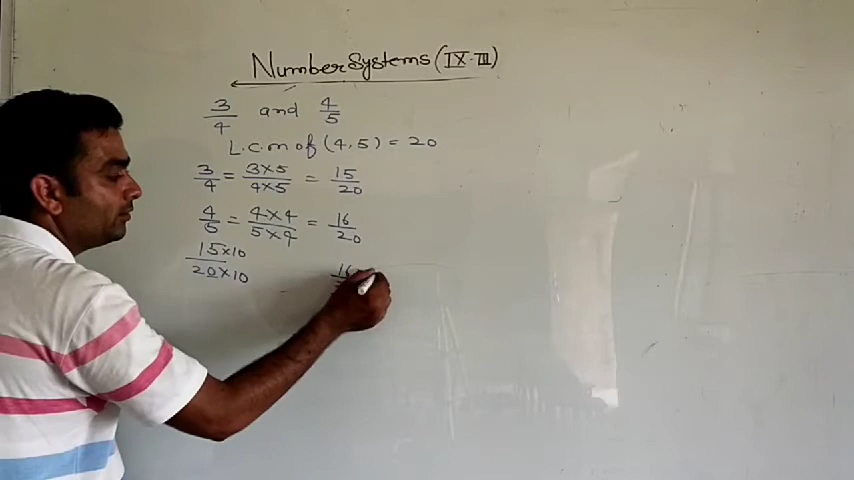 Number Systems (IX-III)
3/4 and 4/5
L.C.m of (4,5) = 20
3/4 = 3×5/4×5 = 15/20
4/5 = 4×4/5×4 = 16/20
15×10/20×10 16